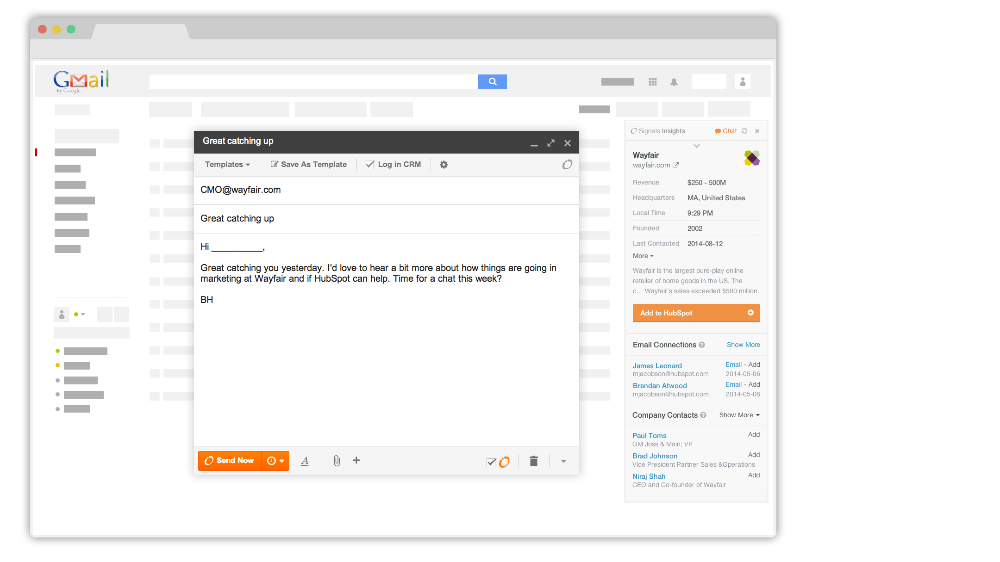 Gmail
by Google
Great catching up
Templates
Save As Template
Log in CRM
CMO@wayfair.com
Great catching up
Hi __________,
Great catching you yesterday. I'd love to hear a bit more about how things are going in
marketing at Wayfair and if HubSpot can help. Time for a chat this week?
BH
Send Now
A
Signals Insights
Chat
Wayfair
wayfair.com
Revenue $250 - 500M
Headquarters MA, United States
Local Time 9:29 PM
Founded 2002
Last Contacted 2014-08-12
More
Wayfair is the largest pure-play online
retailer of home goods in the US. The
c... Wayfair's sales exceeded $500 million.
Add to HubSpot
Email Connections ? Show More
James Leonard Email · Add
mjacobson@hubspot.com 2014-05-06
Brendan Atwood Email · Add
mjacobson@hubspot.com 2014-05-06
Company Contacts ? Show More
Paul Toms Add
GM Joss & Main; VP
Brad Johnson Add
Vice President Partner Sales &Operations
Niraj Shah Add
CEO and Co-founder of Wayfair